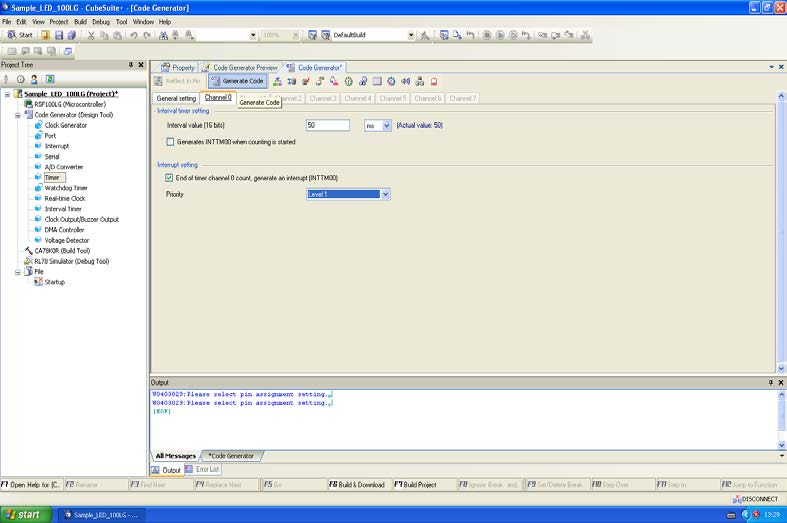 Sample_LED_100LG - CubeSuite+ - [Code Generator]
File Edit View Project Build Debug Tool Window Help
Start 100% DefaultBuild
Project Tree
Property Code Generator Preview Code Generator*
Reflect in Pin Generate Code
General setting Channel 0 Channel 2 Channel 3 Channel 4 Channel 5 Channel 6 Channel 7
Generate Code
Sample_LED_100LG (Project)*
R5F100LG (Microcontroller)
Code Generator (Design Tool)
Clock Generator
Port
Interrupt
Serial
A/D Converter
Timer
Watchdog Timer
Real-time Clock
Interval Timer
Clock Output/Buzzer Output
DMA Controller
Voltage Detector
CA78K0R (Build Tool)
RL78 Simulator (Debug Tool)
File
Startup
Interval timer setting
Interval value (16 bits) 50 ms (Actual value: 50)
Generates INTTM00 when counting is started
Interrupt setting
End of timer channel 0 count, generate an interrupt (INTTM00)
Priority Level 1
Output
W0403029:Please select pin assignment setting.
W0403029:Please select pin assignment setting.
[EOF]
All Messages *Code Generator
Output Error List
F1 Open Help for [C.. F2 Rename F3 Find Next F4 Replace Next F5 Go F6 Build & Download F7 Build Project F8 Ignore Break and.. F9 Set/Delete Break.. F10 Step Over F11 Step In F12 Jump to Function
DISCONNECT
start Sample_LED_100LG - ... 13:29